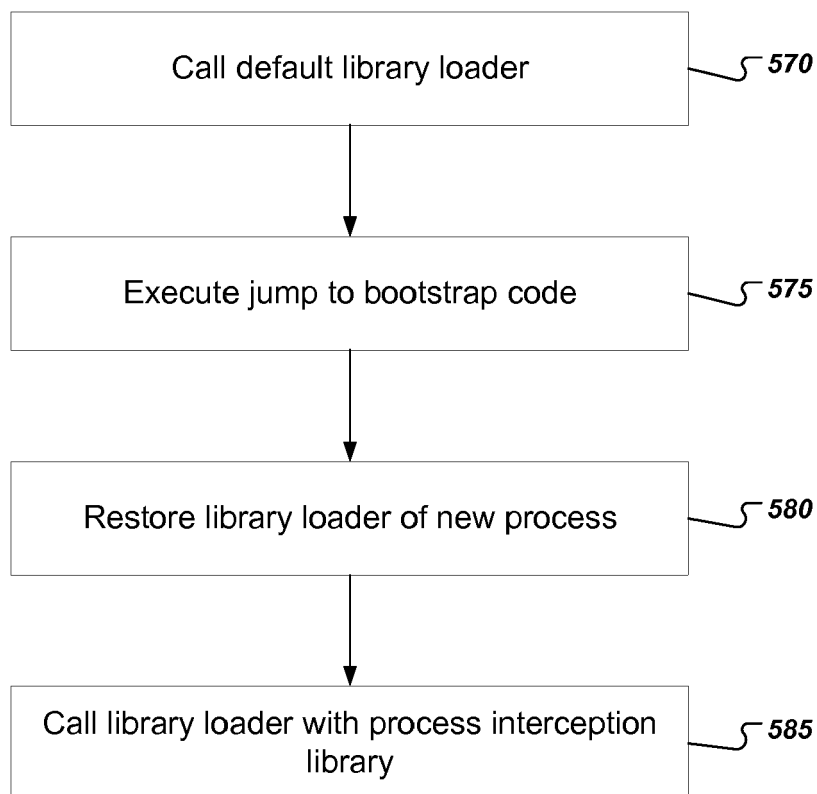 Call default library loader
570
Execute jump to bootstrap code
575
Restore library loader of new process
580
Call library loader with process interception
library
585